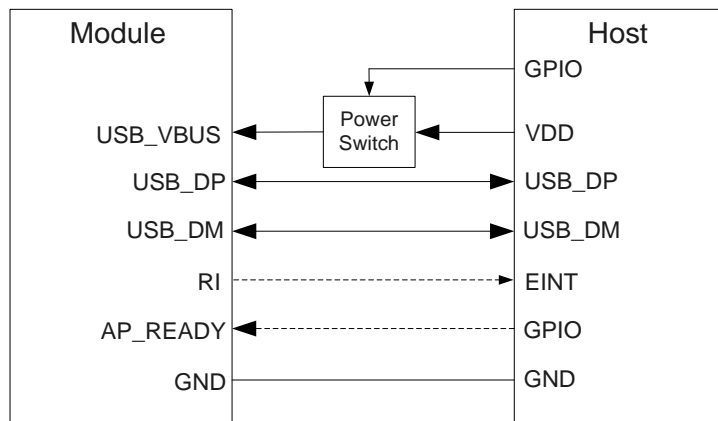 Module
Host
GPIO
Power
Switch
USB_VBUS
VDD
USB_DP
USB_DP
USB_DM
USB_DM
RI
EINT
AP_READY
GPIO
GND
GND